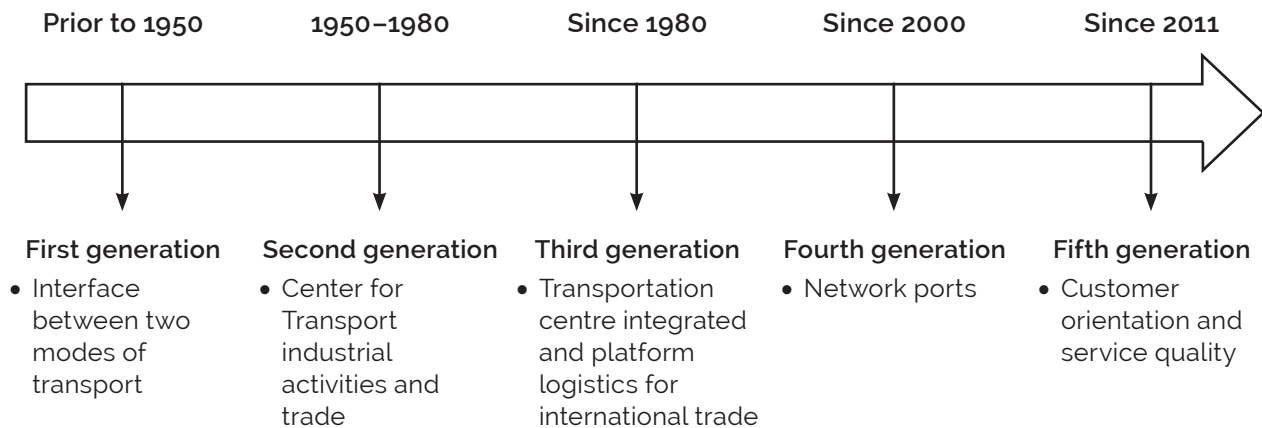 Prior to 1950
1950–1980
Since 1980
Since 2000
Since 2011
First generation
• Interface
between two
modes of
transport
Second generation
• Center for
Transport
industrial
activities and
trade
Third generation
• Transportation
centre integrated
and platform
logistics for
international trade
Fourth generation
• Network ports
Fifth generation
• Customer
orientation and
service quality